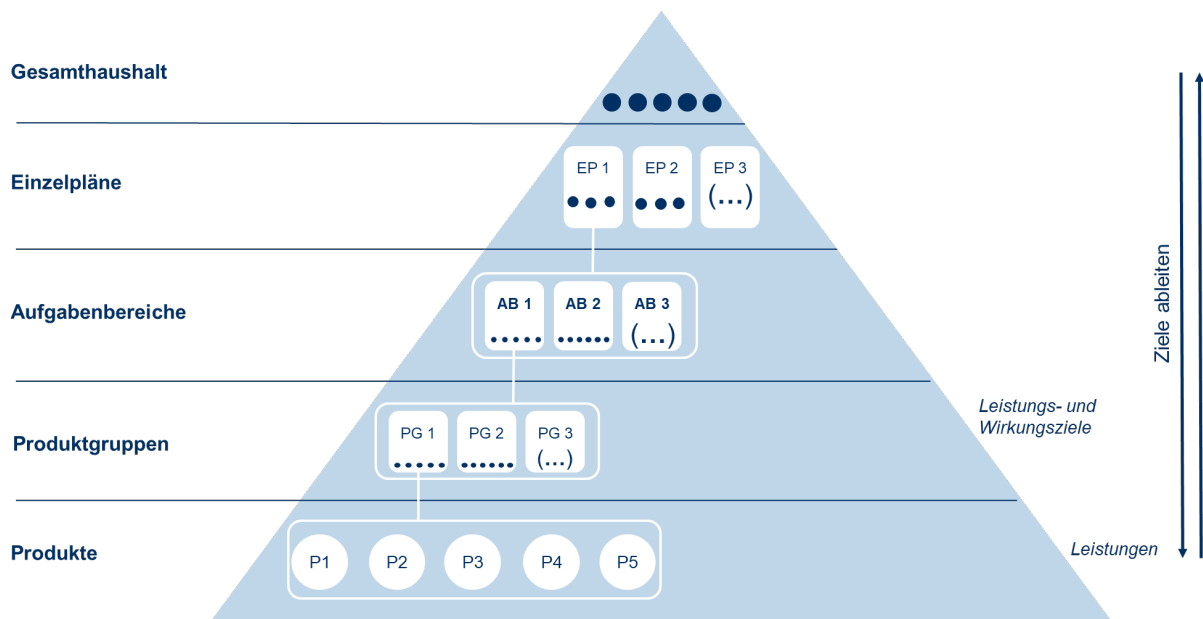 Gesamthaushalt
Einzelpläne
EP 1
EP 2
EP 3
(...)
Aufgabenbereiche
AB 1
AB 2
AB 3
(...)
Produktgruppen
PG 1
PG 2
PG 3
(...)
Leistungs- und
Wirkungsziele
Produkte
P1
P2
P3
P4
P5
Leistungen
Ziele ableiten